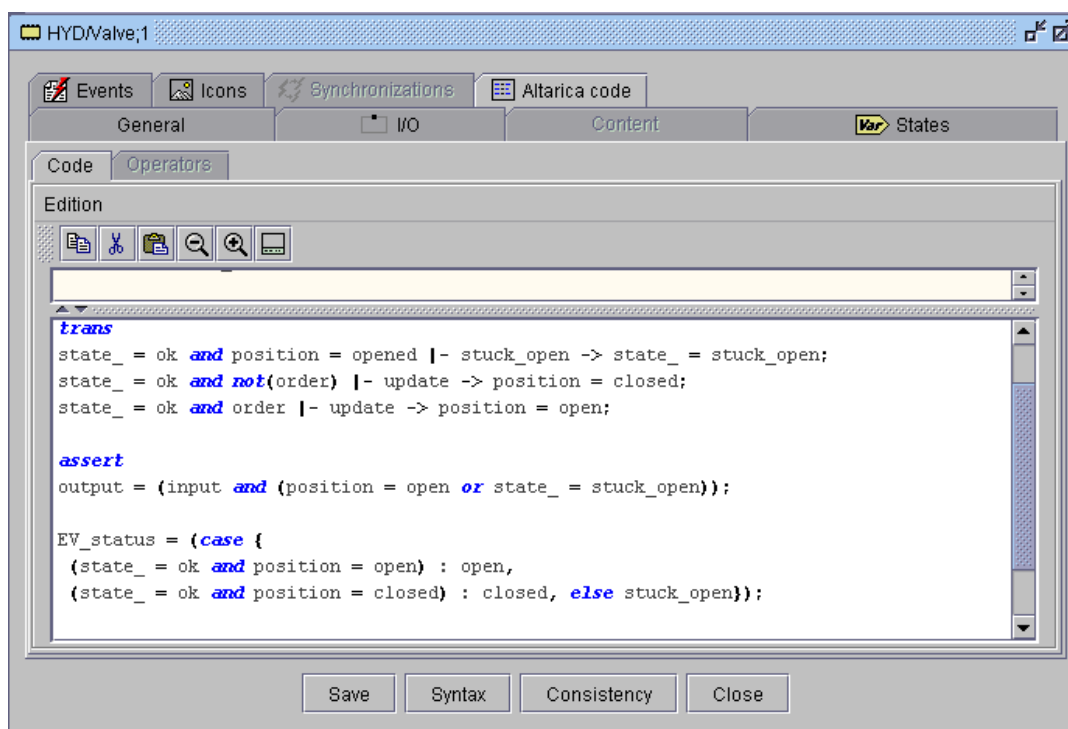 HYD/Valve;1
Events Icons Synchronizations Altarica code
General I/O Content Var States
Code Operators
Edition
trans
state_ = ok and position = opened |- stuck_open -> state_ = stuck_open;
state_ = ok and not(order) |- update -> position = closed;
state_ = ok and order |- update -> position = open;
assert
output = (input and (position = open or state_ = stuck_open));
EV_status = (case {
(state_ = ok and position = open) : open,
(state_ = ok and position = closed) : closed, else stuck_open});
Save Syntax Consistency Close